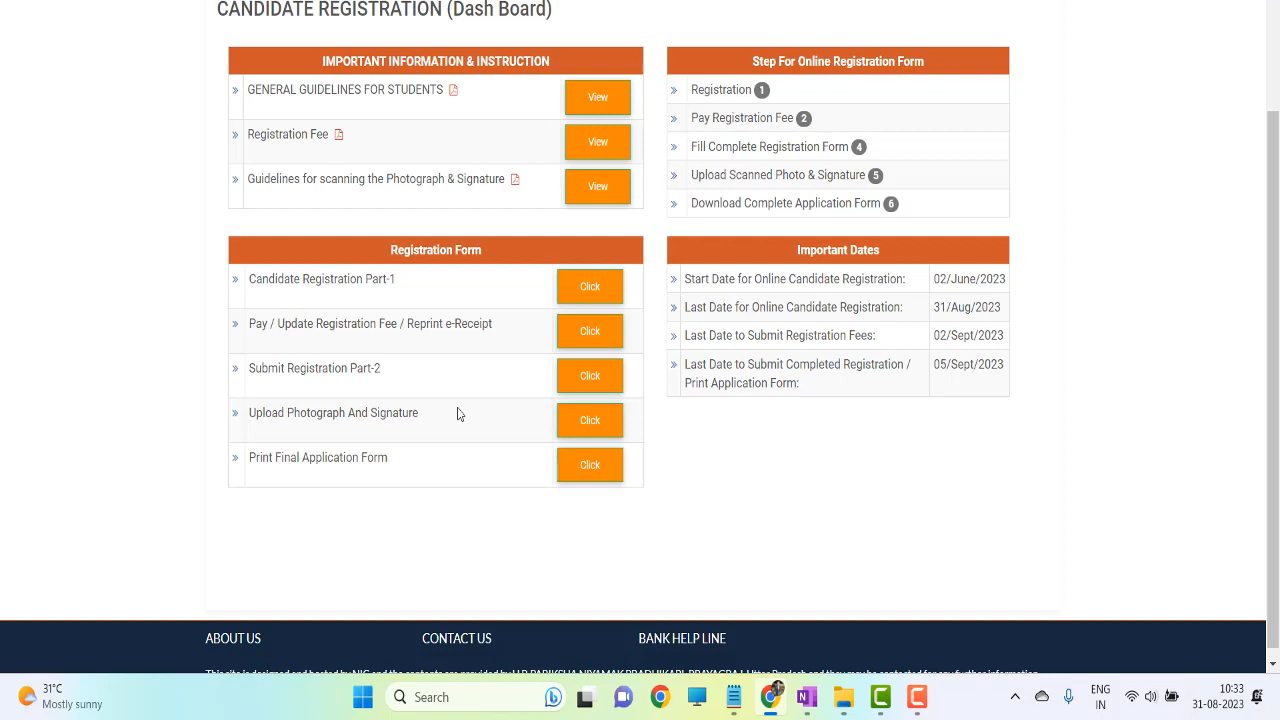 CANDIDATE REGISTRATION (Dash Board)
IMPORTANT INFORMATION & INSTRUCTION
GENERAL GUIDELINES FOR STUDENTS View
Registration Fee View
Guidelines for scanning the Photograph & Signature View
Step For Online Registration Form
Registration 1
Pay Registration Fee 2
Fill Complete Registration Form 4
Upload Scanned Photo & Signature 5
Download Complete Application Form 6
Registration Form
Candidate Registration Part-1 Click
Pay / Update Registration Fee / Reprint e-Receipt Click
Submit Registration Part-2 Click
Upload Photograph And Signature Click
Print Final Application Form Click
Important Dates
Start Date for Online Candidate Registration: 02/June/2023
Last Date for Online Candidate Registration: 31/Aug/2023
Last Date to Submit Registration Fees: 02/Sept/2023
Last Date to Submit Completed Registration / 05/Sept/2023
Print Application Form:
ABOUT US CONTACT US BANK HELP LINE
31°C
Mostly sunny
Search
ENG
IN
10:33
31-08-2023